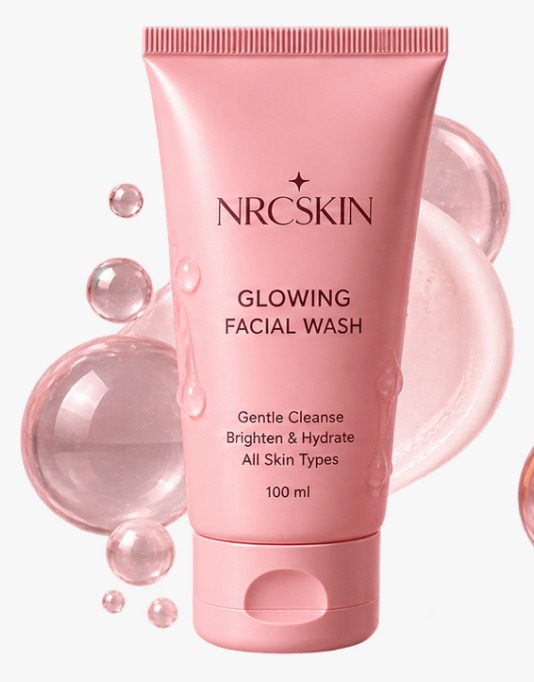 NRCSKIN
GLOWING
FACIAL WASH
Gentle Cleanse
Brighten & Hydrate
All Skin Types
100 ml